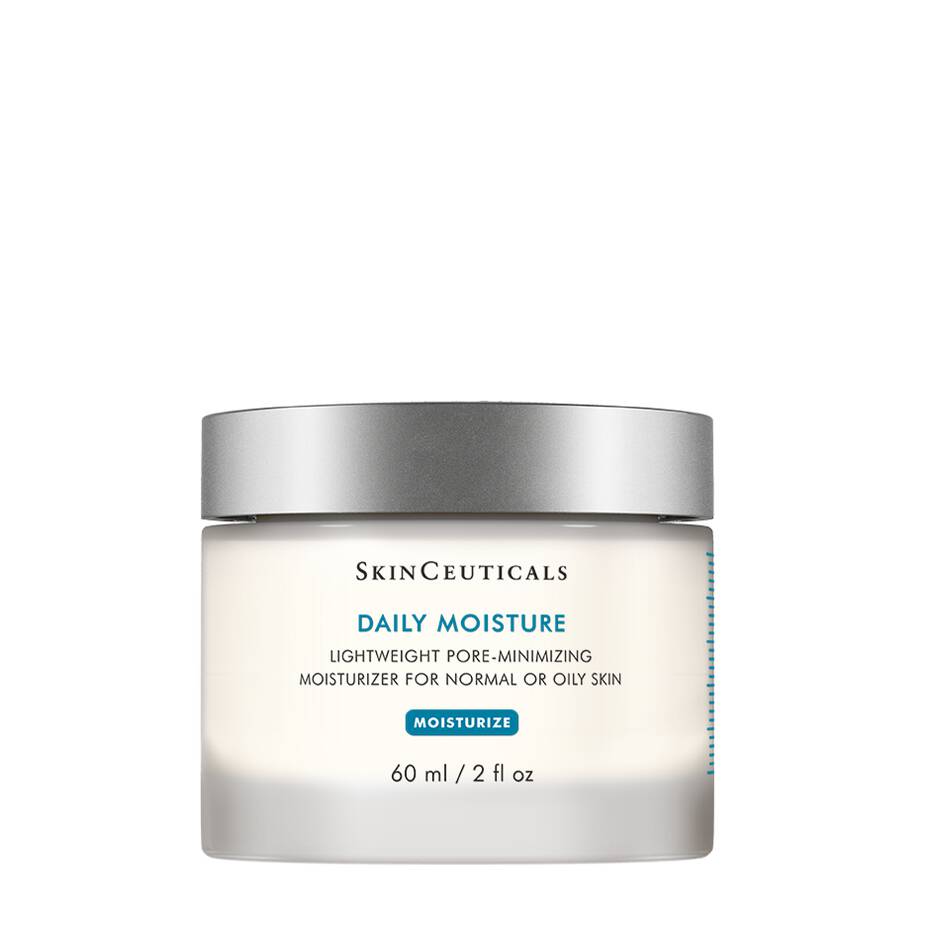 SKINCEUTICALS
DAILY MOISTURE
LIGHTWEIGHT PORE-MINIMIZING
MOISTURIZER FOR NORMAL OR OILY SKIN
MOISTURIZE
60 ml / 2 fl oz